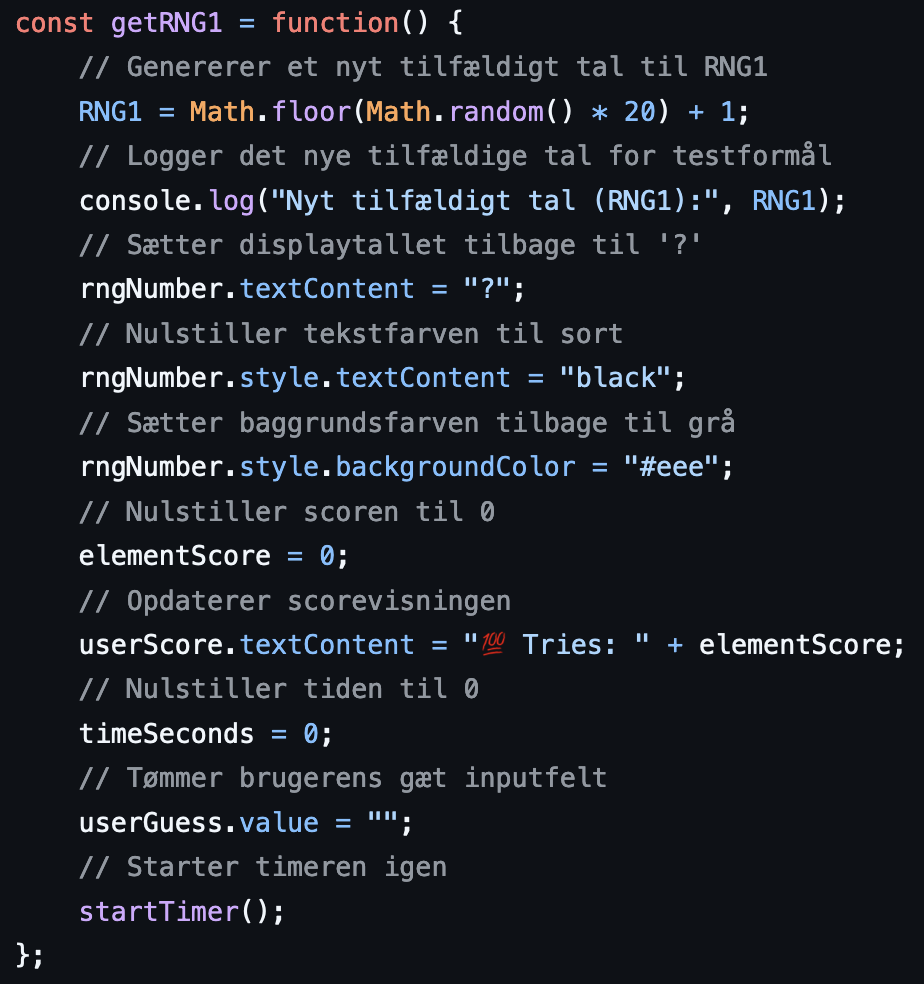 const getRNG1 = function() {
    // Genererer et nyt tilfældigt tal til RNG1
    RNG1 = Math.floor(Math.random() * 20) + 1;
    // Logger det nye tilfældige tal for testformål
    console.log("Nyt tilfældigt tal (RNG1):", RNG1);
    // Sætter displaytallet tilbage til '?'
    rngNumber.textContent = "?";
    // Nulstiller tekstfarven til sort
    rngNumber.style.textContent = "black";
    // Sætter baggrundsfarven tilbage til grå
    rngNumber.style.backgroundColor = "#eee";
    // Nulstiller scoren til 0
    elementScore = 0;
    // Opdaterer scorevisningen
    userScore.textContent = "💯 Tries: " + elementScore;
    // Nulstiller tiden til 0
    timeSeconds = 0;
    // Tømmer brugerens gæt inputfelt
    userGuess.value = "";
    // Starter timeren igen
    startTimer();
};